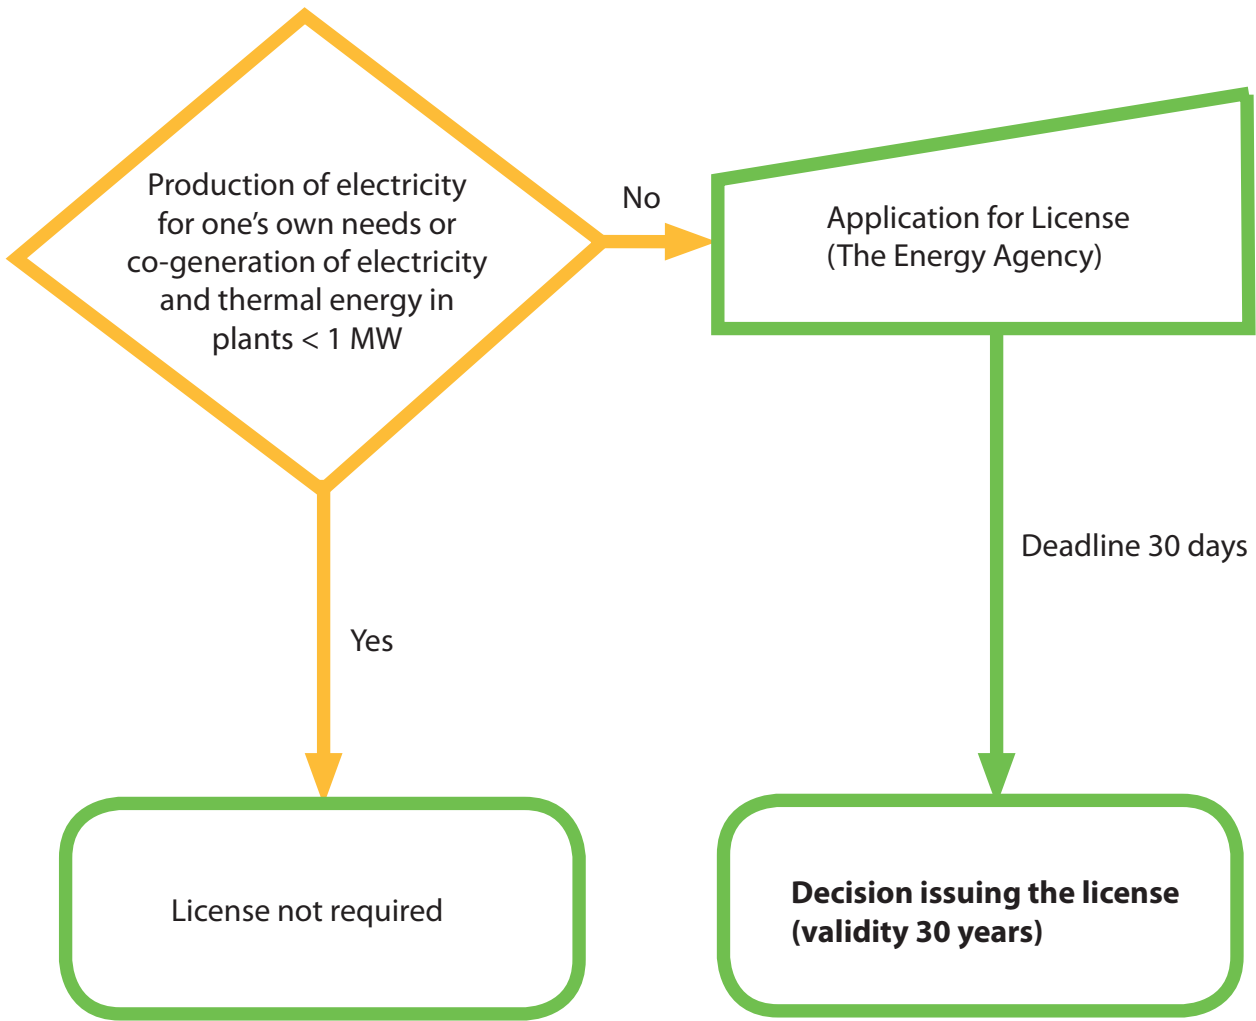 Production of electricity
for one’s own needs or
co-generation of electricity
and thermal energy in
plants < 1 MW
No
Application for License
(The Energy Agency)
Deadline 30 days
Yes
License not required
Decision issuing the license
(validity 30 years)